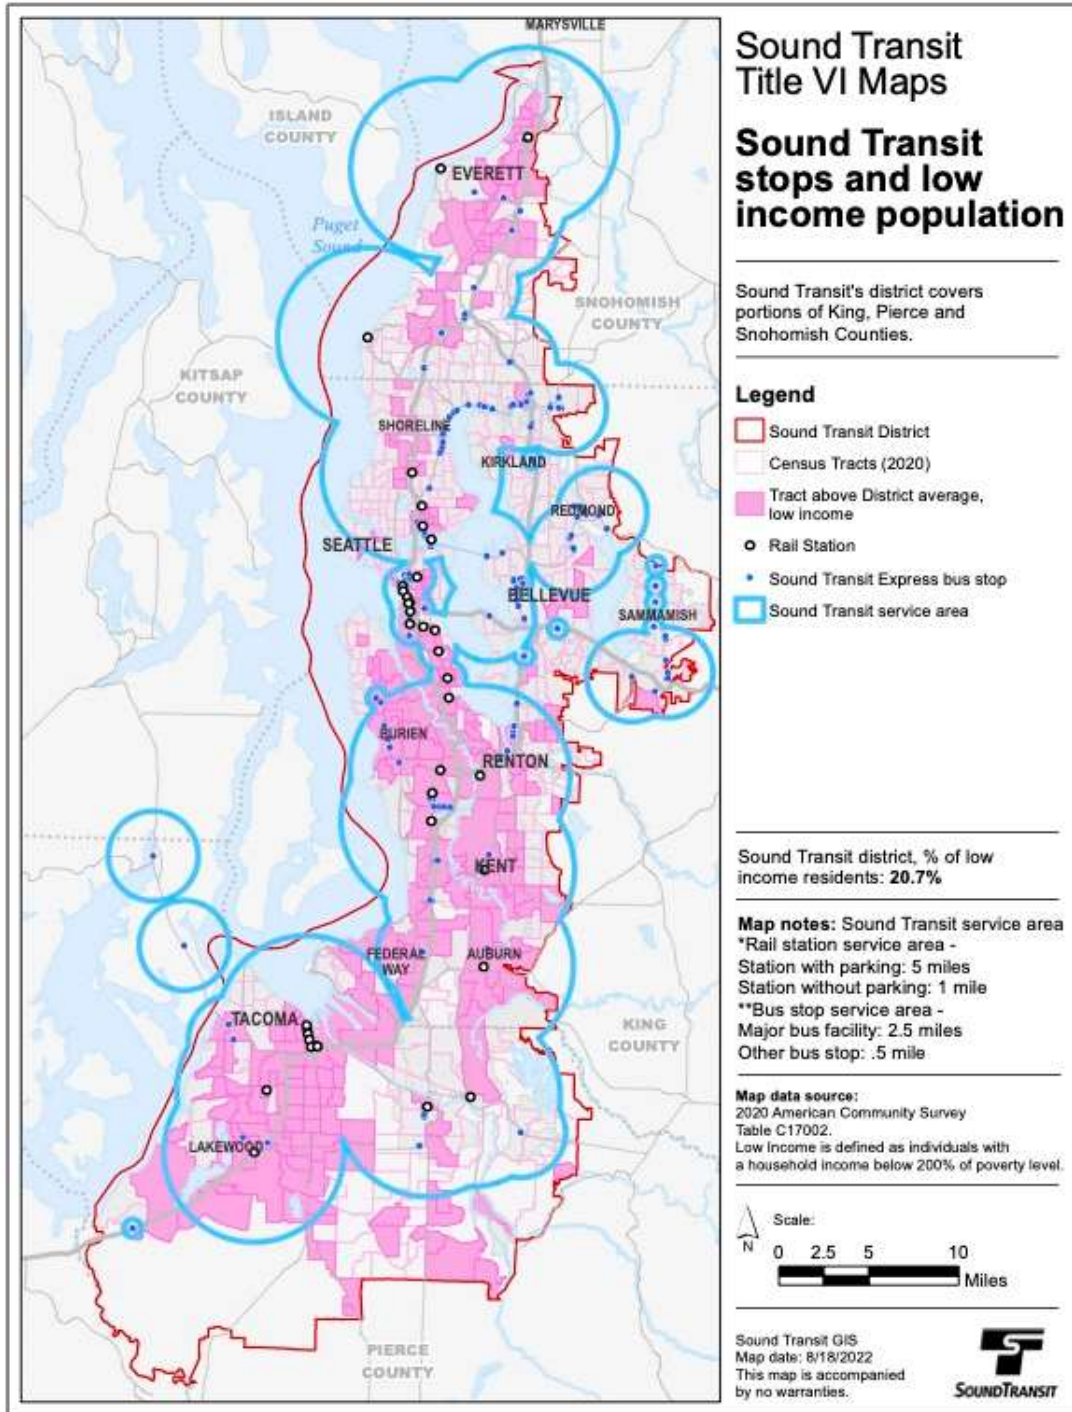 MARYSVILLE
ISLAND
COUNTY
EVERETT
Puget
Sound
SNOHOMISH
COUNTY
KITSAP
COUNTY
SHORELINE
KIRKLAND
REDMOND
SEATTLE
BELLEVUE
SAMMAMISH
BURIEN
RENTON
KENT
FEDERAL
WAY
AUBURN
TACOMA
KING
COUNTY
LAKEWOOD
PIERCE
COUNTY
Sound Transit
Title VI Maps
Sound Transit
stops and low
income population
Sound Transit's district covers
portions of King, Pierce and
Snohomish Counties.
Legend
Sound Transit District
Census Tracts (2020)
Tract above District average,
low income
Rail Station
Sound Transit Express bus stop
Sound Transit service area
Sound Transit district, % of low
income residents: 20.7%
Map notes: Sound Transit service area
*Rail station service area -
Station with parking: 5 miles
Station without parking: 1 mile
**Bus stop service area -
Major bus facility: 2.5 miles
Other bus stop: .5 mile
Map data source:
2020 American Community Survey
Table C17002.
Low Income is defined as individuals with
a household income below 200% of poverty level.
N
Scale:
0 2.5 5 10
Miles
Sound Transit GIS
Map date: 8/18/2022
This map is accompanied
by no warranties.
SOUNDTRANSIT